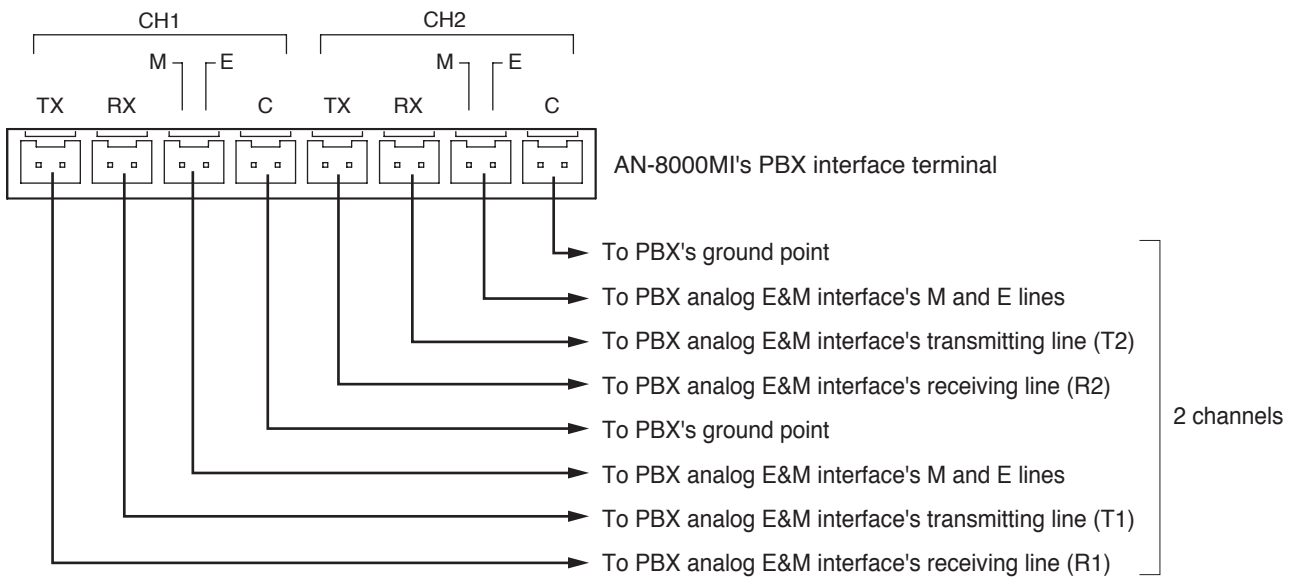 CH1 CH2
M E M E
TX RX C TX RX C
AN-8000MI's PBX interface terminal
To PBX's ground point
To PBX analog E&M interface's M and E lines
To PBX analog E&M interface's transmitting line (T2)
To PBX analog E&M interface's receiving line (R2)
To PBX's ground point
To PBX analog E&M interface's M and E lines
To PBX analog E&M interface's transmitting line (T1)
To PBX analog E&M interface's receiving line (R1)
2 channels